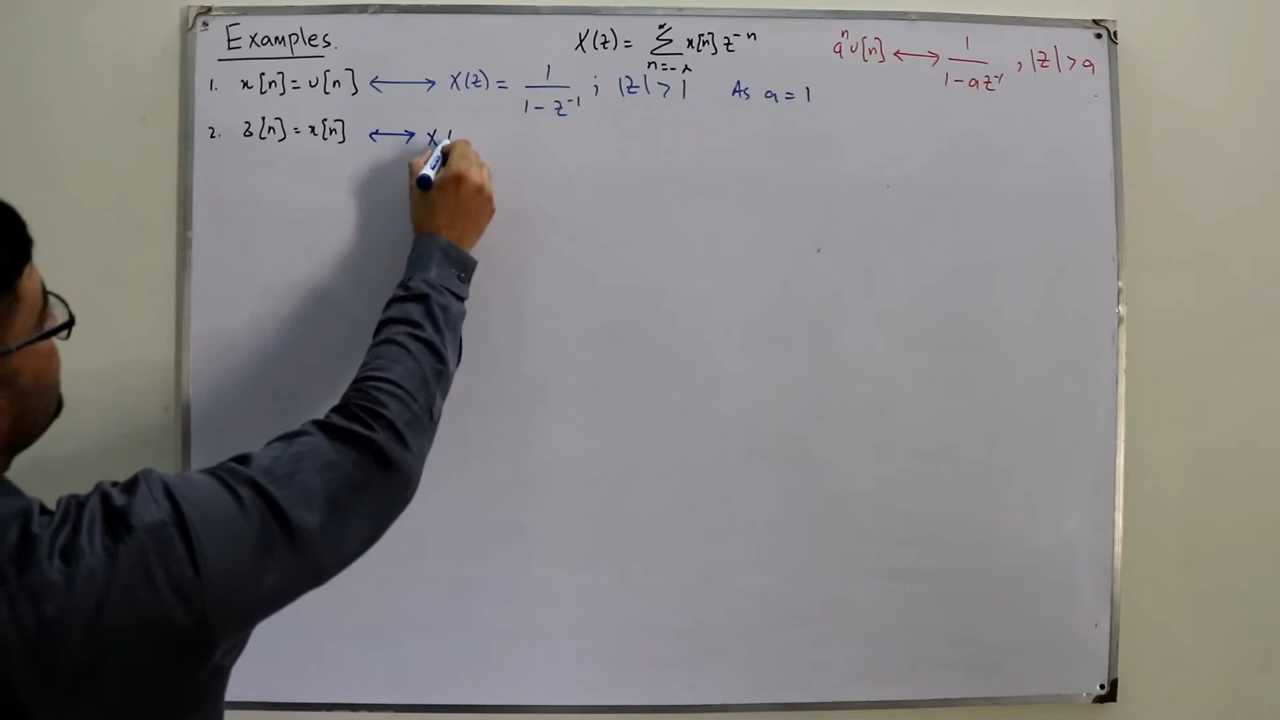 Examples.
X(z) = ∑ x[n] z^-n
n=-∞ ∞
a^n u[n] ⟷ 1/(1-az^-1) , |z| > a
1. x[n] = u[n] ⟷ X(z) = 1/(1-z^-1) ; |z| > 1 As a = 1
2. δ[n] = x[n] ⟷ X(